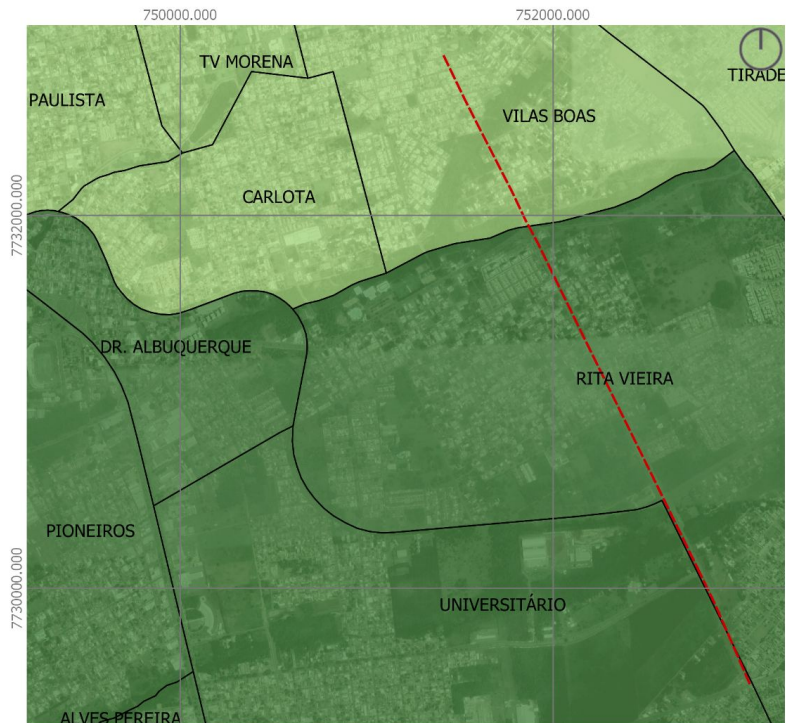 750000.000
752000.000
TV MORENA
TIRADE
PAULISTA
VILAS BOAS
CARLOTA
7732000.000
DR. ALBUQUERQUE
RITA VIEIRA
PIONEIROS
7730000.000
UNIVERSITÁRIO
ALVES PEREIRA